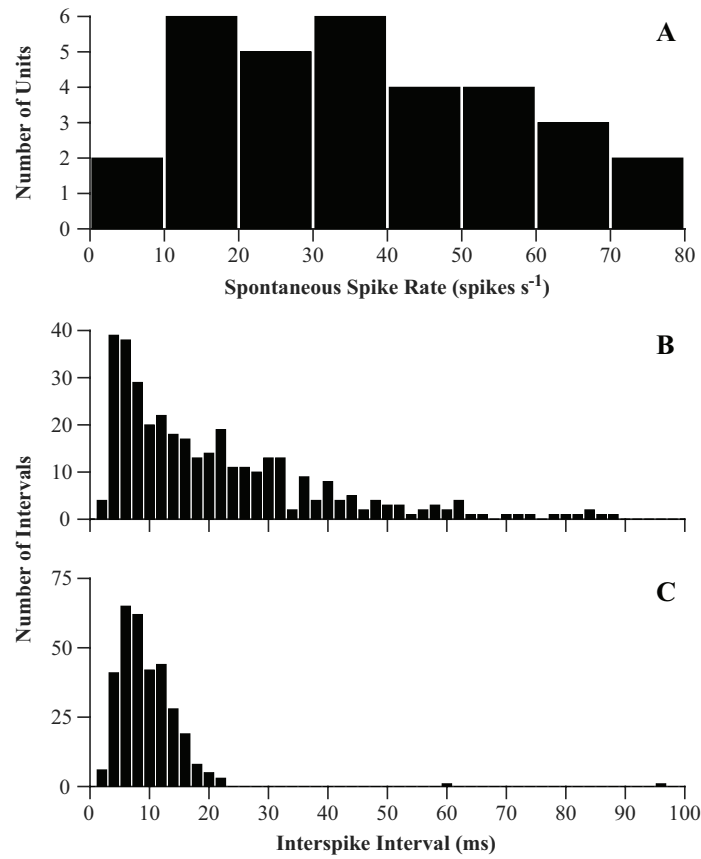 A
Number of Units
6
5
4
3
2
1
0
0 10 20 30 40 50 60 70 80
Spontaneous Spike Rate (spikes s-1)
B
Number of Intervals
40
30
20
10
0
C
75
50
25
0
0 10 20 30 40 50 60 70 80 90 100
Interspike Interval (ms)